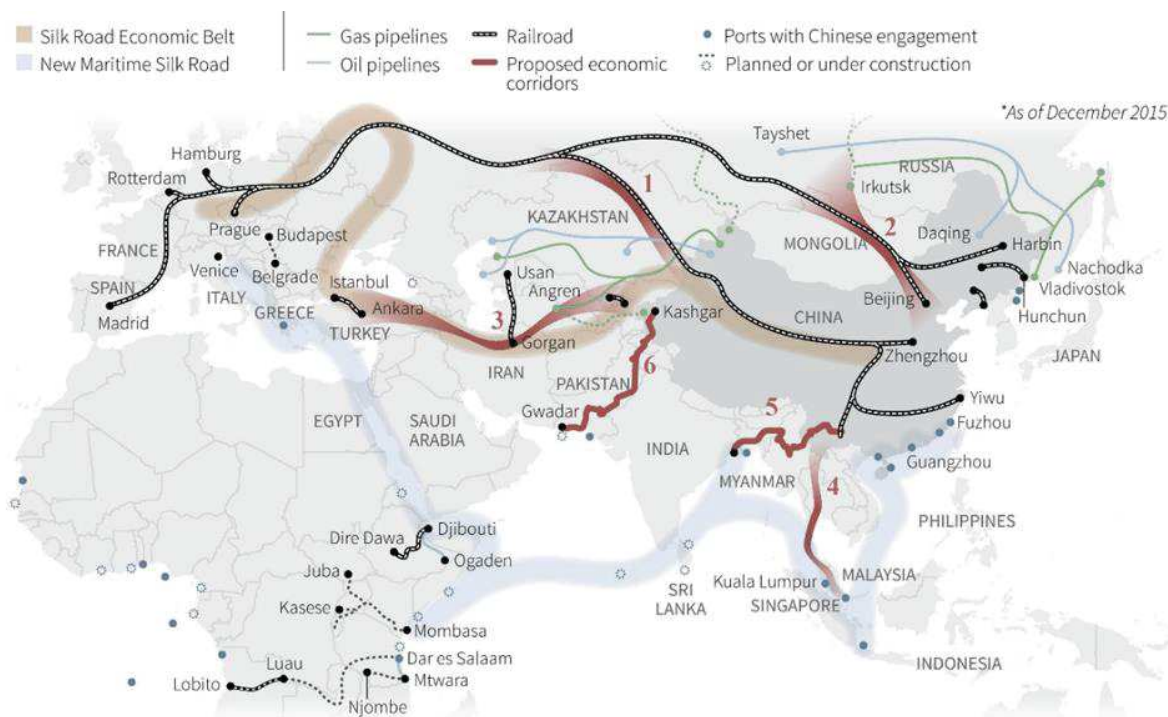 Silk Road Economic Belt
New Maritime Silk Road
Gas pipelines
Oil pipelines
Railroad
Proposed economic
corridors
Ports with Chinese engagement
Planned or under construction
*As of December 2015
Tayshet
Hamburg
RUSSIA
Rotterdam
Irkutsk
1
KAZAKHSTAN
2
Prague
Budapest
Daqing
Harbin
FRANCE
MONGOLIA
Venice
Belgrade
Usan
Nachodka
ITALY
Istanbul
Angren
Vladivostok
SPAIN
GREECE
Ankara
Kashgar
Beijing
Hunchun
Madrid
TURKEY
3
CHINA
Gorgan
Zhengzhou
JAPAN
IRAN
6
PAKISTAN
Gwadar
Yiwu
EGYPT
SAUDI
ARABIA
5
Fuzhou
INDIA
Guangzhou
MYANMAR
4
PHILIPPINES
Djibouti
Dire Dawa
Ogaden
Juba
SRI
LANKA
Kuala Lumpur
MALAYSIA
SINGAPORE
Kasese
Mombasa
Dar es Salaam
INDONESIA
Luau
Mtwara
Lobito
Njombe